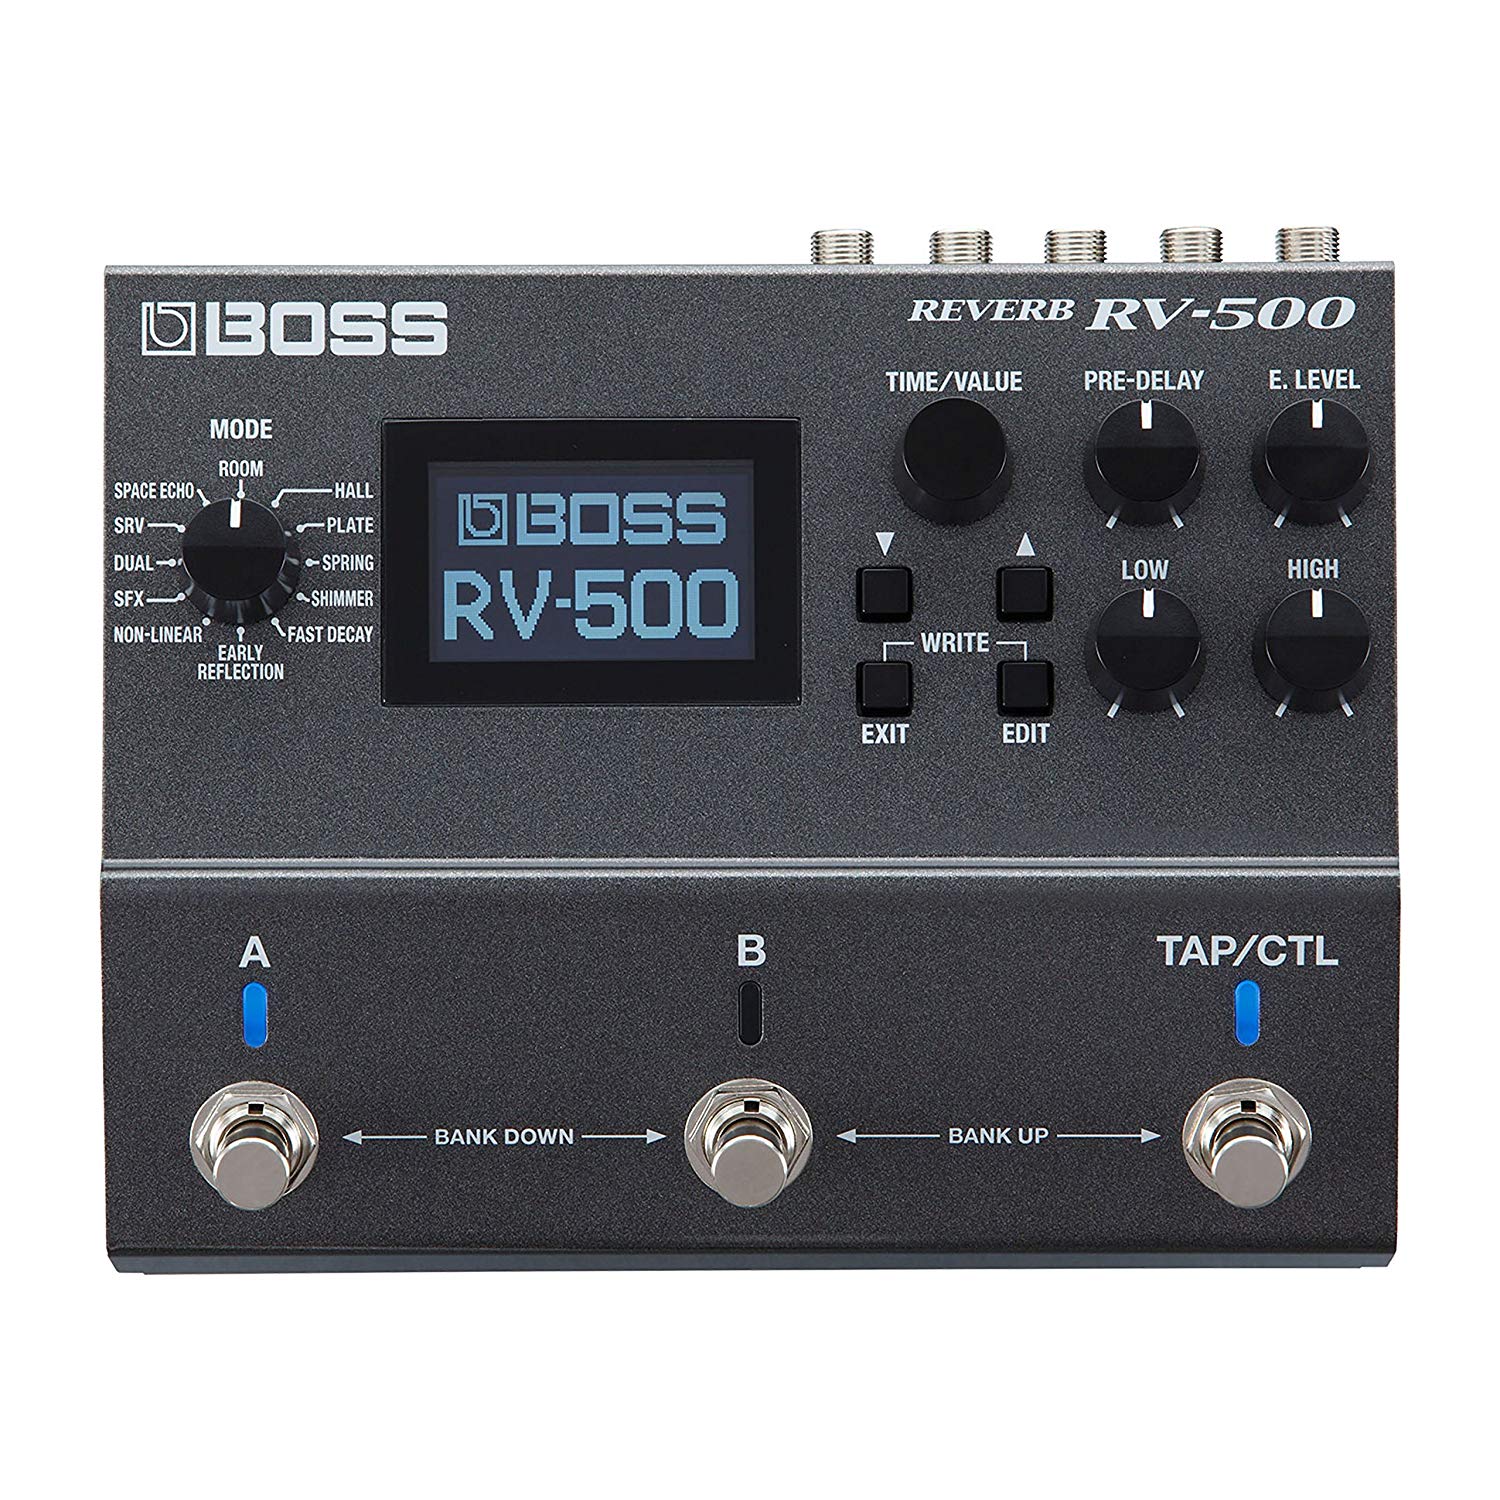 BOSS
REVERB RV-500
TIME/VALUE
PRE-DELAY
E. LEVEL
MODE
ROOM
SPACE ECHO
HALL
SRV
PLATE
DUAL
SPRING
SFX
SHIMMER
NON-LINEAR
FAST DECAY
EARLY
REFLECTION
BOSS
RV-500
LOW
HIGH
WRITE
EXIT
EDIT
A
B
TAP/CTL
BANK DOWN
BANK UP